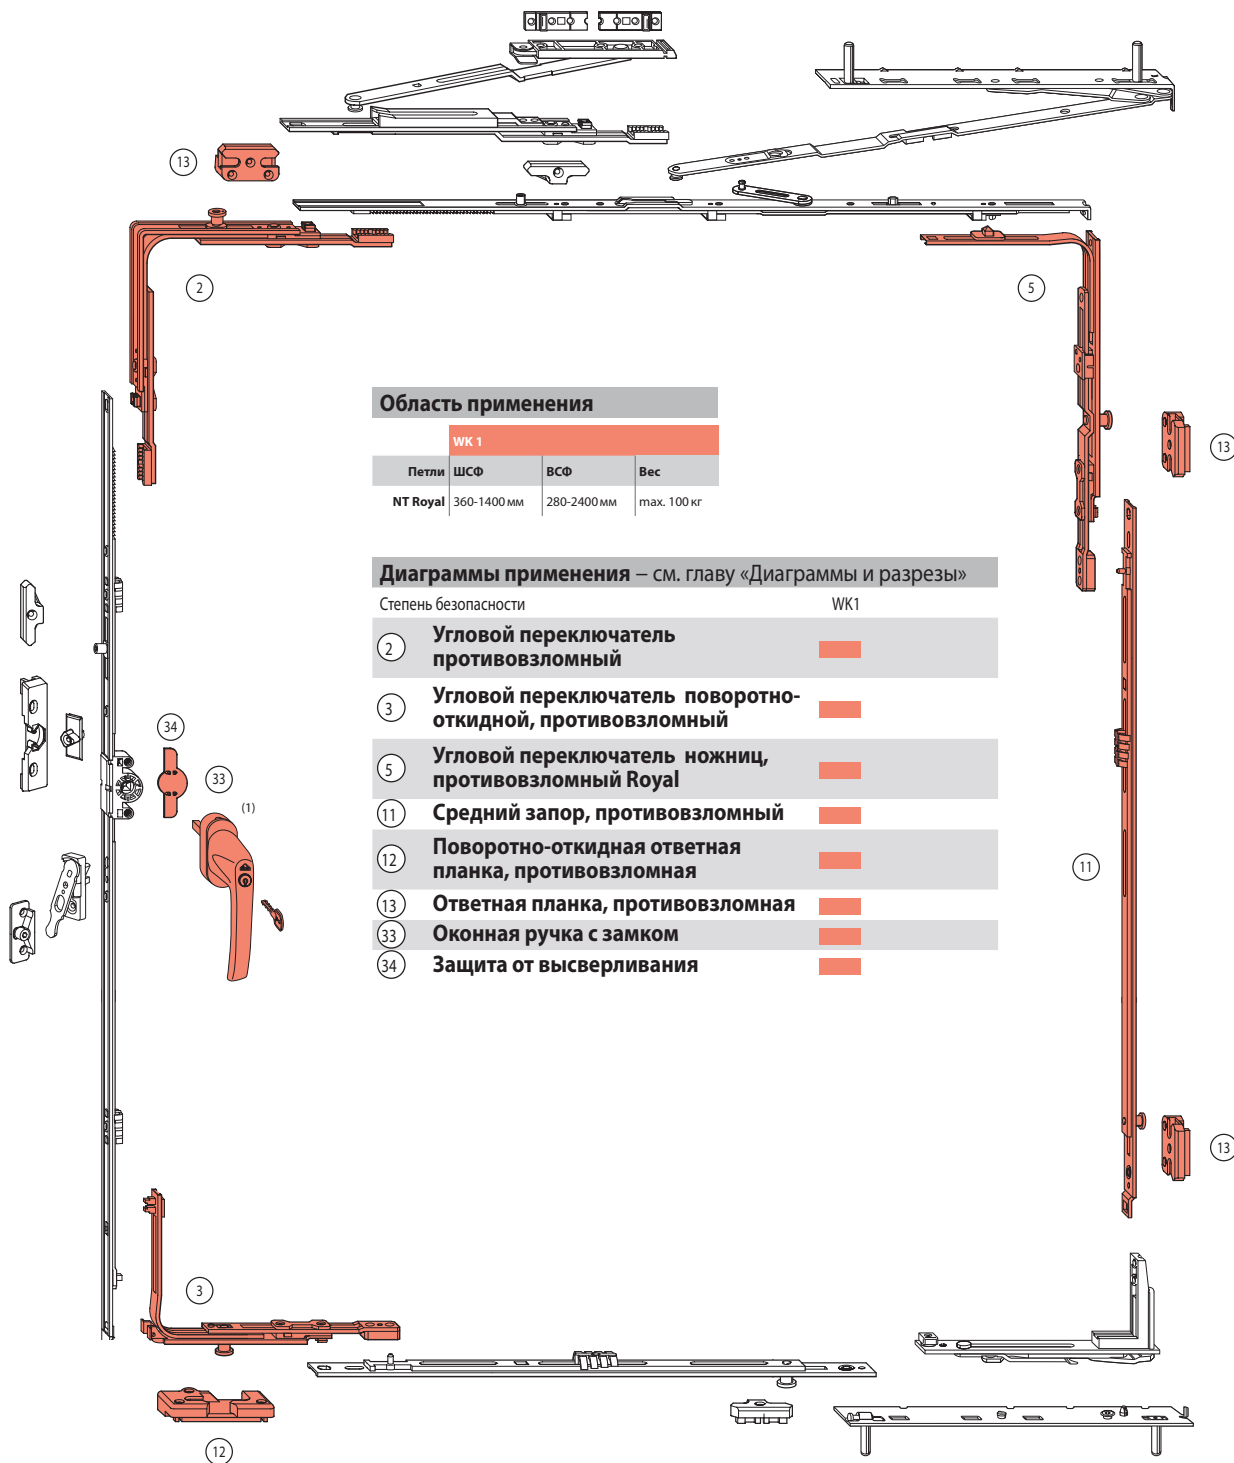 13
2
5
Область применения
WK 1
Петли ШСФ ВСФ Вес
NT Royal 360-1400 мм 280-2400 мм max. 100 кг
13
Диаграммы применения – см. главу «Диаграммы и разрезы»
Степень безопасности WK1
2 Угловой переключатель
противовзломный
3 Угловой переключатель поворотно-
откидной, противовзломный
34
5 Угловой переключатель ножниц,
противовзломный Royal
33
(1)
11 Средний запор, противовзломный
12 Поворотно-откидная ответная
планка, противовзломная
11
13 Ответная планка, противовзломная
33 Оконная ручка с замком
34 Защита от высверливания
13
3
12